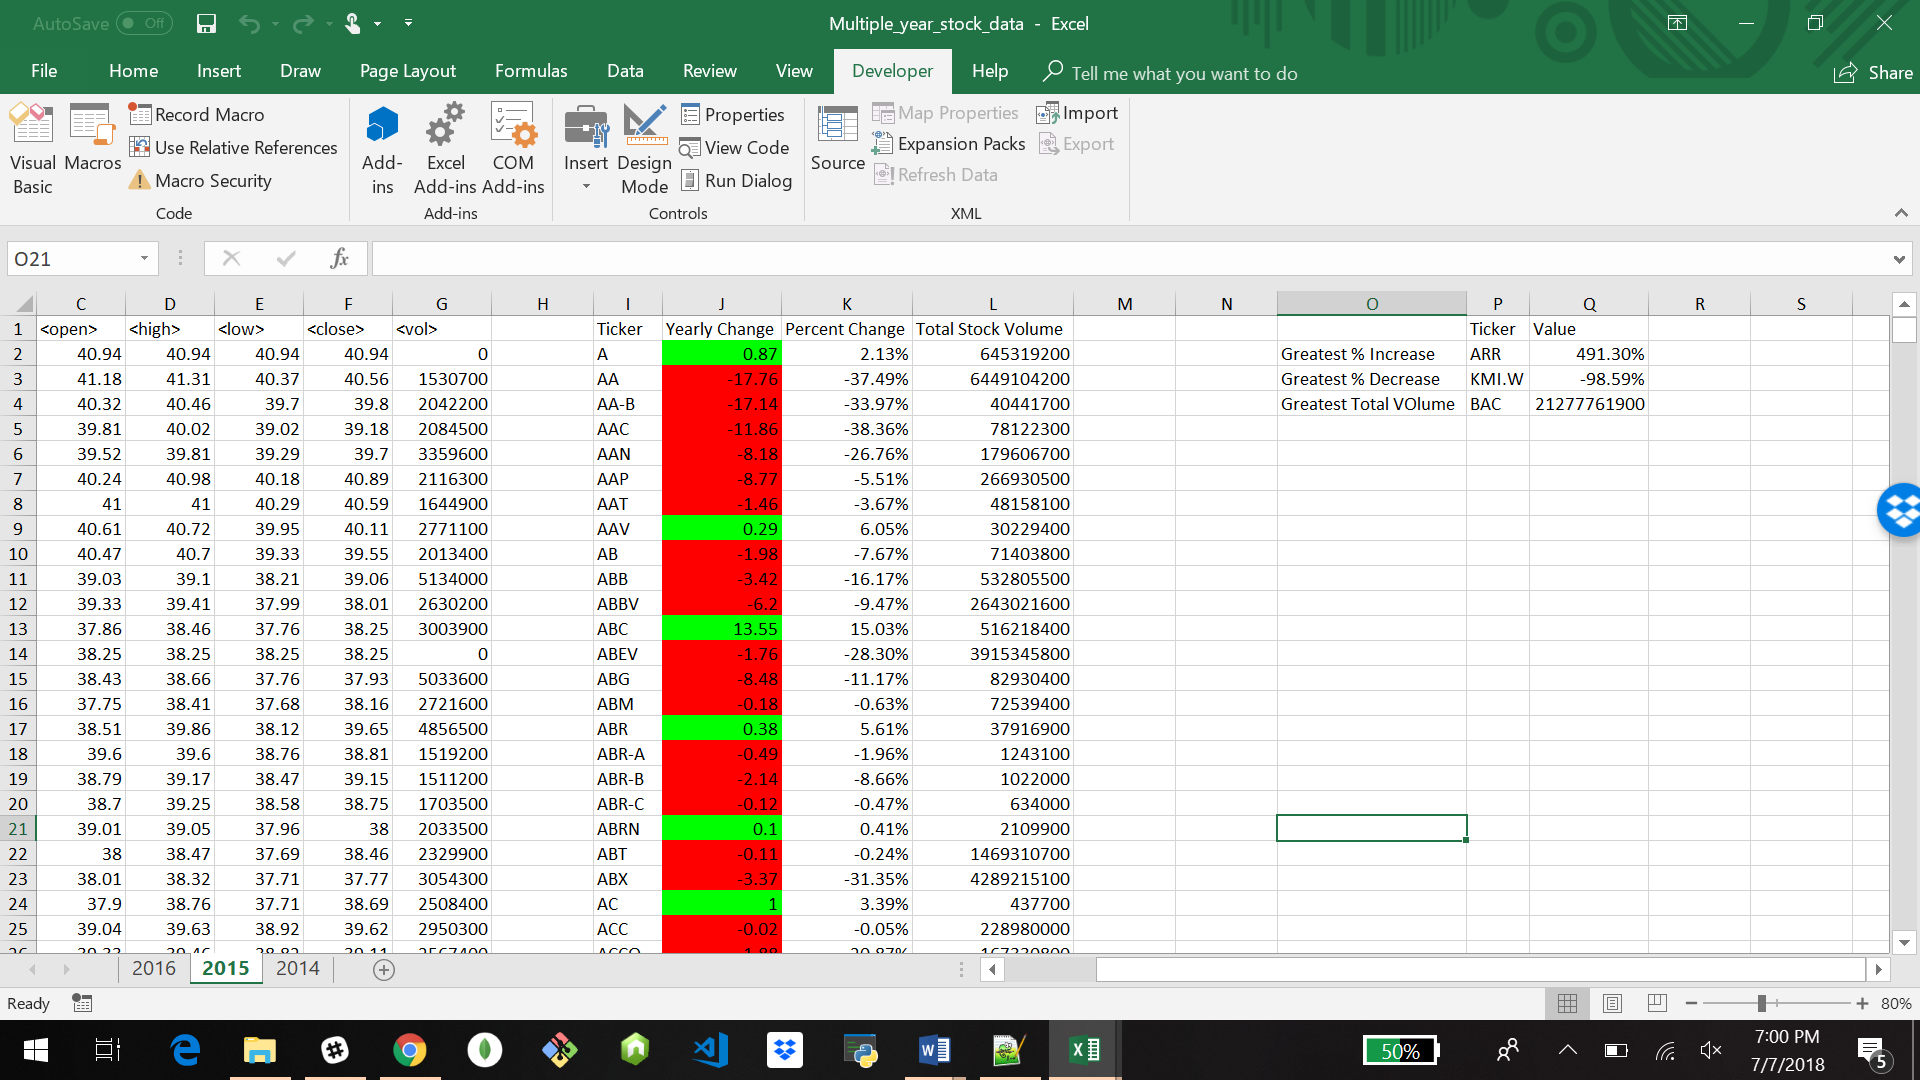 AutoSave Off Multiple_year_stock_data - Excel
File Home Insert Draw Page Layout Formulas Data Review View Developer Help Tell me what you want to do Share
Visual Basic
Macros
Record Macro
Use Relative References
Macro Security
Code
Add-ins
Excel Add-ins
COM Add-ins
Add-ins
Insert
Design Mode
Properties
View Code
Run Dialog
Controls
Source
Map Properties
Expansion Packs
Refresh Data
Import
Export
XML
O21 fx
C D E F G H I J K L M N O P Q R S
1 <open> <high> <low> <close> <vol> Ticker Yearly Change Percent Change Total Stock Volume Ticker Value
2 40.94 40.94 40.94 40.94 0 A 0.87 2.13% 645319200 Greatest % Increase ARR 491.30%
3 41.18 41.31 40.37 40.56 1530700 AA -17.76 -37.49% 6449104200 Greatest % Decrease KMI.W -98.59%
4 40.32 40.46 39.7 39.8 2042200 AA-B -17.14 -33.97% 40441700 Greatest Total VOlume BAC 21277761900
5 39.81 40.02 39.02 39.18 2084500 AAC -11.86 -38.36% 78122300
6 39.52 39.81 39.29 39.7 3359600 AAN -8.18 -26.76% 179606700
7 40.24 40.98 40.18 40.89 2116300 AAP -8.77 -5.51% 266930500
8 41 41 40.29 40.59 1644900 AAT -1.46 -3.67% 48158100
9 40.61 40.72 39.95 40.11 2771100 AAV 0.29 6.05% 30229400
10 40.47 40.7 39.33 39.55 2013400 AB -1.98 -7.67% 71403800
11 39.03 39.1 38.21 39.06 5134000 ABB -3.42 -16.17% 532805500
12 39.33 39.41 37.99 38.01 2630200 ABBV -6.2 -9.47% 2643021600
13 37.86 38.46 37.76 38.25 3003900 ABC 13.55 15.03% 516218400
14 38.25 38.25 38.25 38.25 0 ABEV -1.76 -28.30% 3915345800
15 38.43 38.66 37.76 37.93 5033600 ABG -8.48 -11.17% 82930400
16 37.75 38.41 37.68 38.16 2721600 ABM -0.18 -0.63% 72539400
17 38.51 39.86 38.12 39.65 4856500 ABR 0.38 5.61% 37916900
18 39.6 39.6 38.76 38.81 1519200 ABR-A -0.49 -1.96% 1243100
19 38.79 39.17 38.47 39.15 1511200 ABR-B -2.14 -8.66% 1022000
20 38.7 39.25 38.58 38.75 1703500 ABR-C -0.12 -0.47% 634000
21 39.01 39.05 37.96 38 2033500 ABRN 0.1 0.41% 2109900
22 38 38.47 37.69 38.46 2329900 ABT -0.11 -0.24% 1469310700
23 38.01 38.32 37.71 37.77 3054300 ABX -3.37 -31.35% 4289215100
24 37.9 38.76 37.71 38.69 2508400 AC 1 3.39% 437700
25 39.04 39.63 38.92 39.62 2950300 ACC -0.02 -0.05% 228980000
2016 2015 2014
Ready 80%
50% 7:00 PM
7/7/2018 5